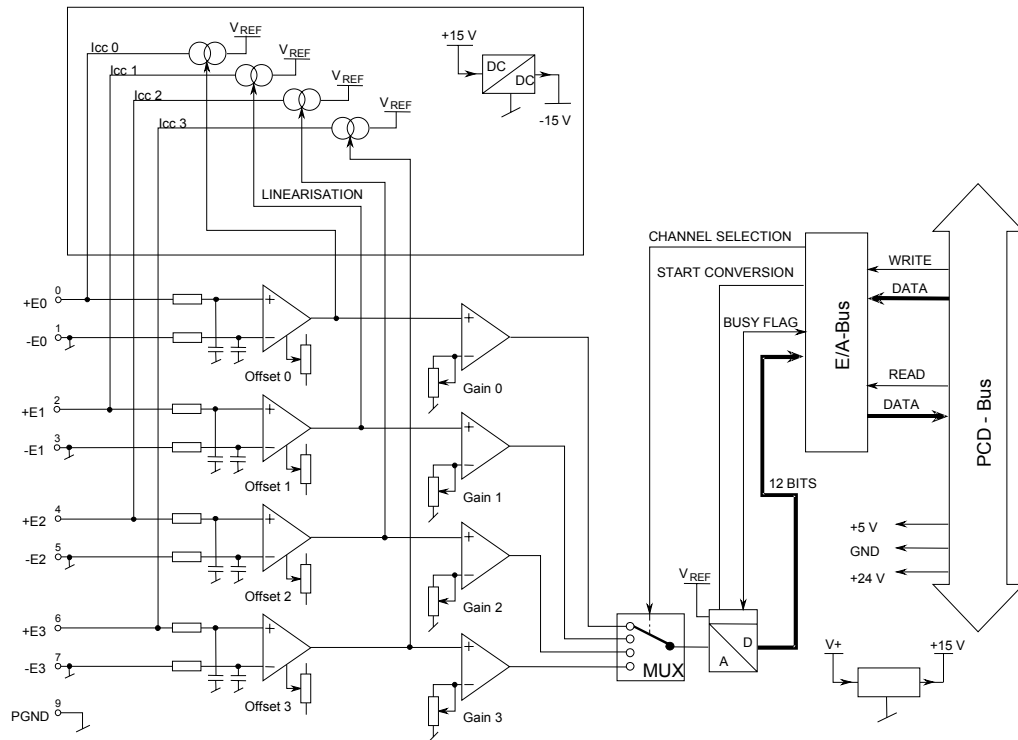 Icc 0
VREF
Icc 1
VREF
Icc 2
VREF
Icc 3
VREF
+15 V
DC
DC
-15 V
LINEARISATION
CHANNEL SELECTION
START CONVERSION
BUSY FLAG
E/A-Bus
WRITE
DATA
READ
DATA
PCD - Bus
12 BITS
+E0
0
-E0
1
Offset 0
Gain 0
+E1
2
-E1
3
Offset 1
Gain 1
+E2
4
-E2
5
Offset 2
Gain 2
+E3
6
-E3
7
Offset 3
Gain 3
PGND
9
+
−
+
−
+
−
+
−
+
−
+
−
+
−
+
−
MUX
VREF
A
D
+5 V
GND
+24 V
V+
+15 V